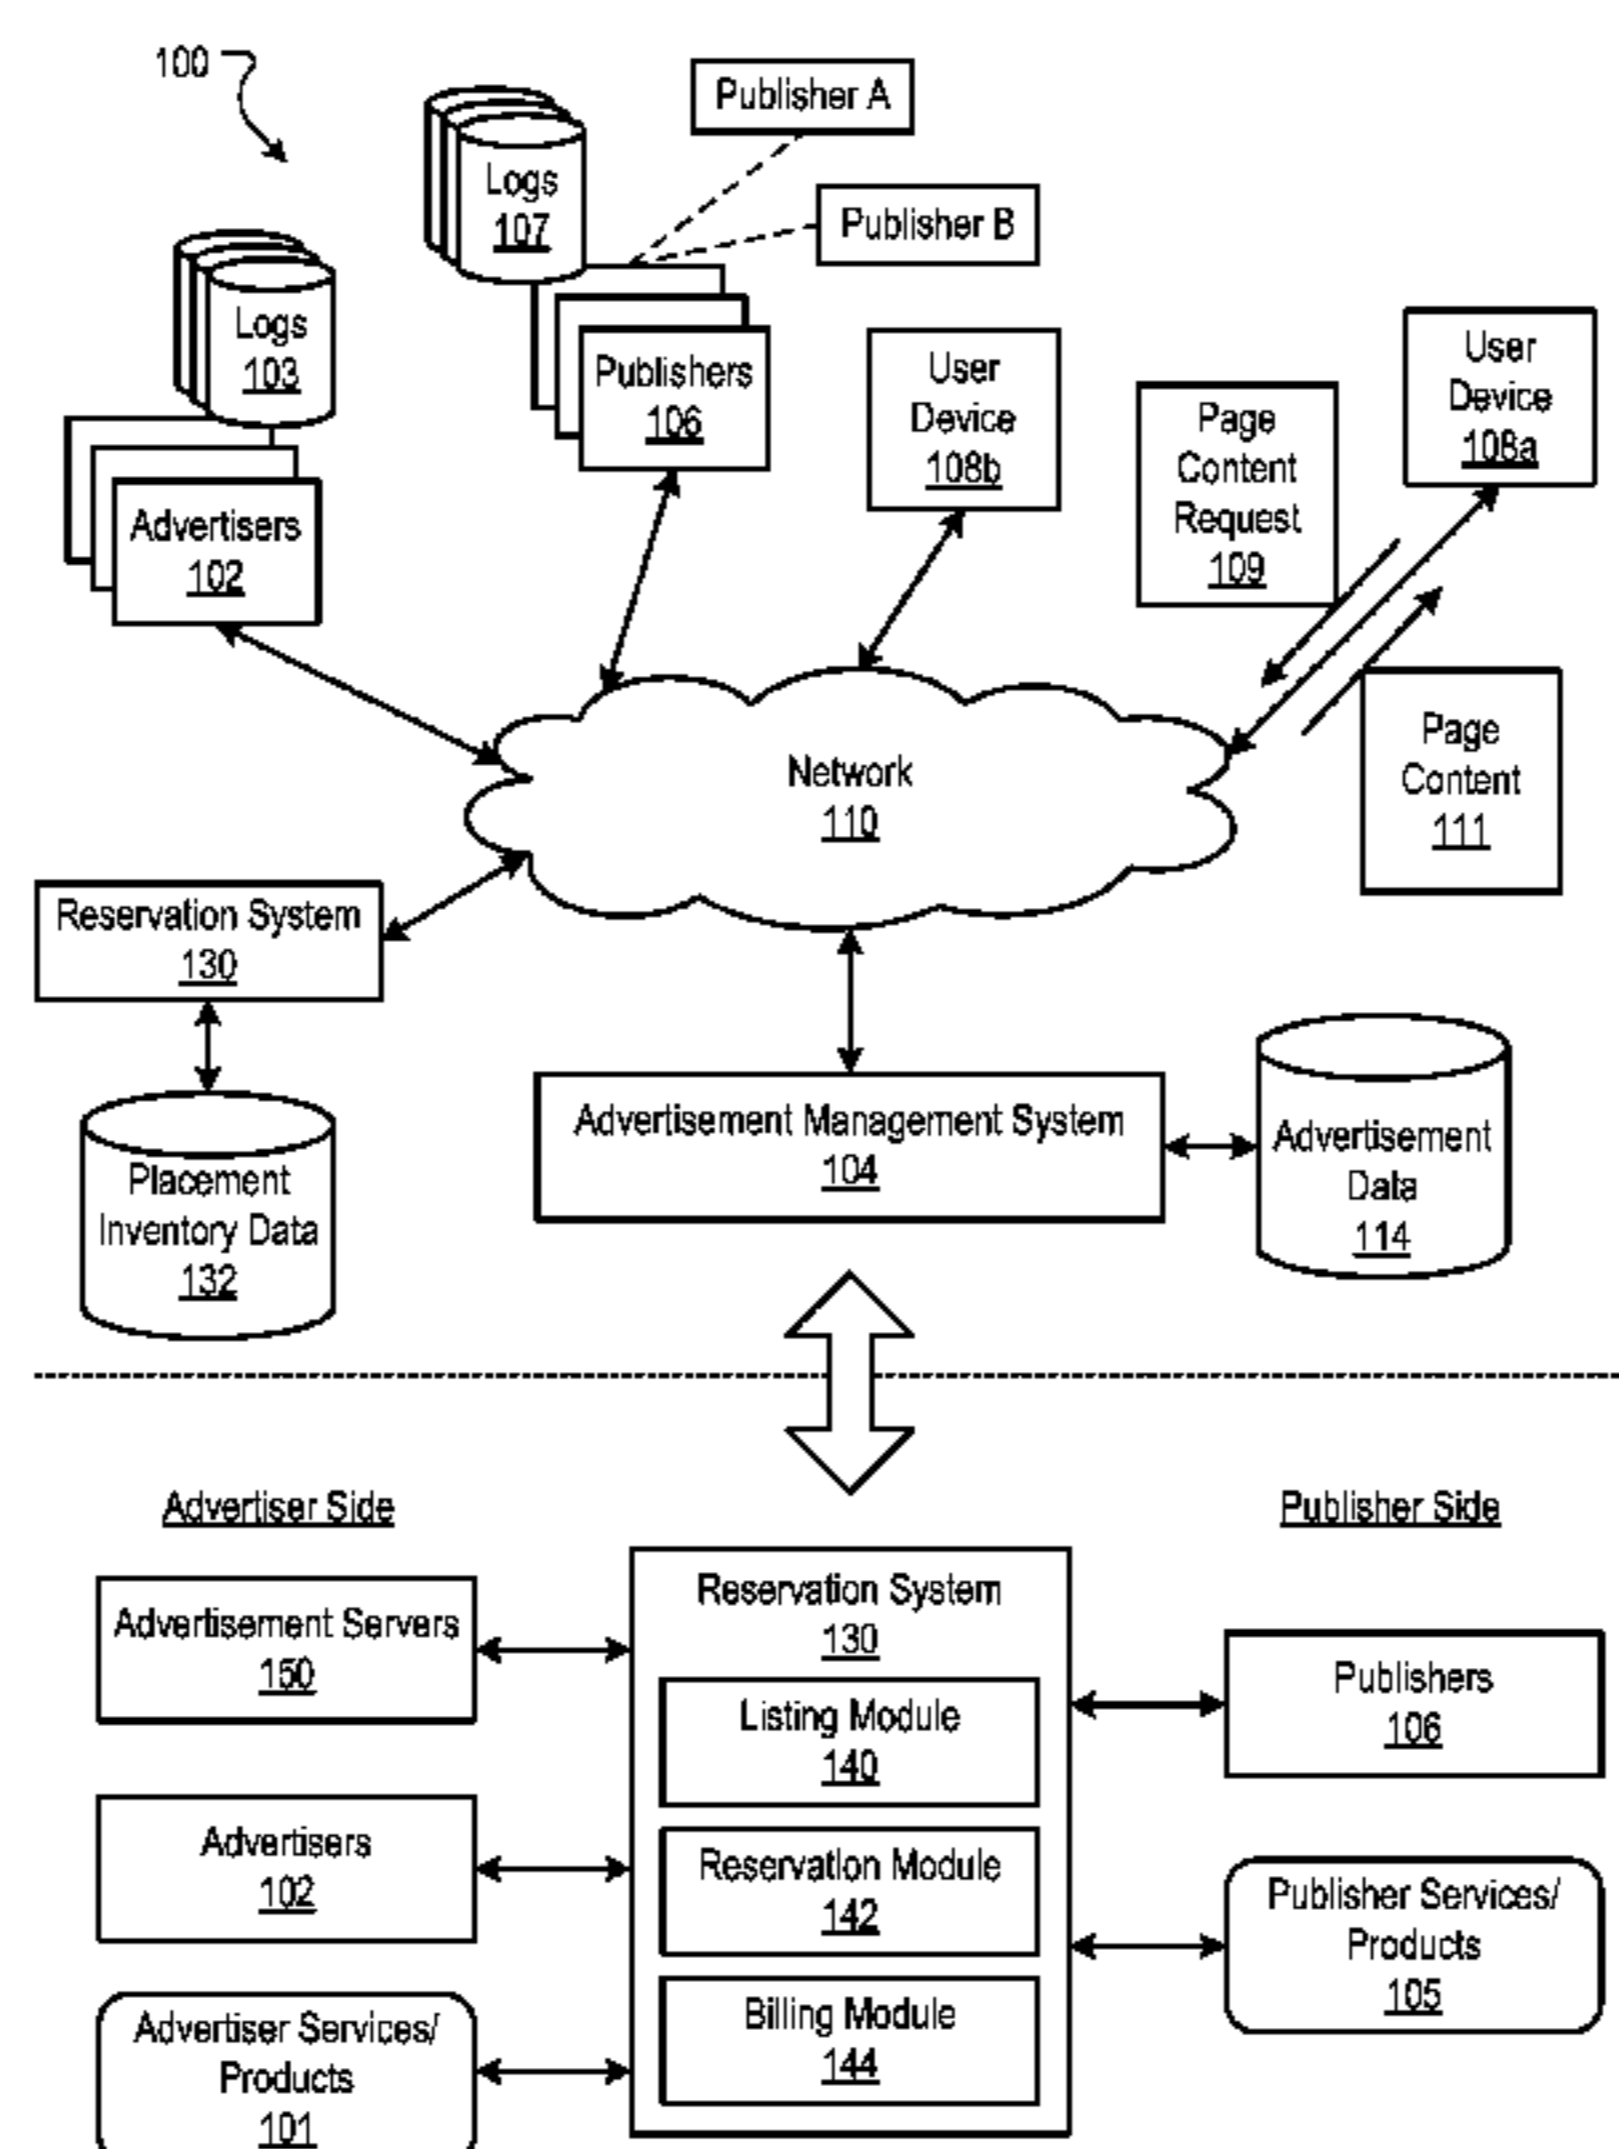 100
Publisher A
Logs
107
Publisher B
Logs
103
Publishers
106
User
Device
108b
Page
Content
Request
109
User
Device
108a
Advertisers
102
Network
110
Page
Content
111
Reservation System
130
Advertisement Management System
104
Advertisement
Data
114
Placement
Inventory Data
132
Advertiser Side
Publisher Side
Advertisement Servers
150
Reservation System
130
Listing Module
140
Publishers
106
Advertisers
102
Reservation Module
142
Publisher Services/
Products
105
Advertiser Services/
Products
101
Billing Module
144